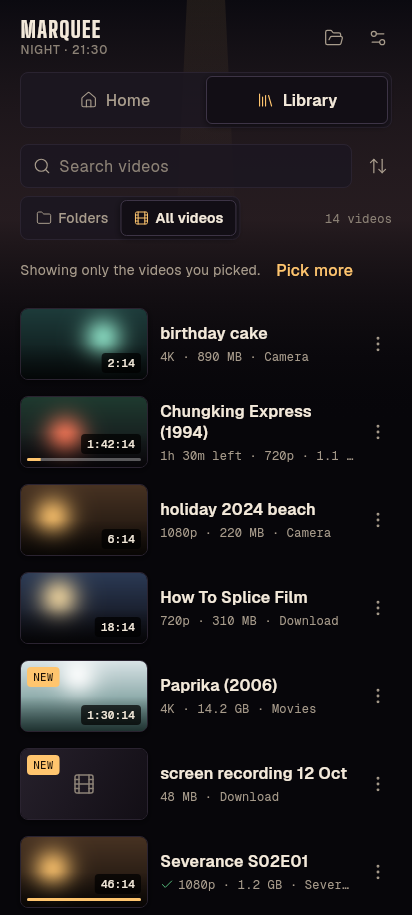 MARQUEE
NIGHT · 21:30
Home
Library
Search videos
Folders
All videos
14 videos
Showing only the videos you picked. Pick more
2:14
birthday cake
4K · 890 MB · Camera
1:42:14
Chungking Express
(1994)
1h 30m left · 720p · 1.1 …
6:14
holiday 2024 beach
1080p · 220 MB · Camera
18:14
How To Splice Film
720p · 310 MB · Download
NEW
1:30:14
Paprika (2006)
4K · 14.2 GB · Movies
NEW
screen recording 12 Oct
48 MB · Download
46:14
Severance S02E01
1080p · 1.2 GB · Sever…